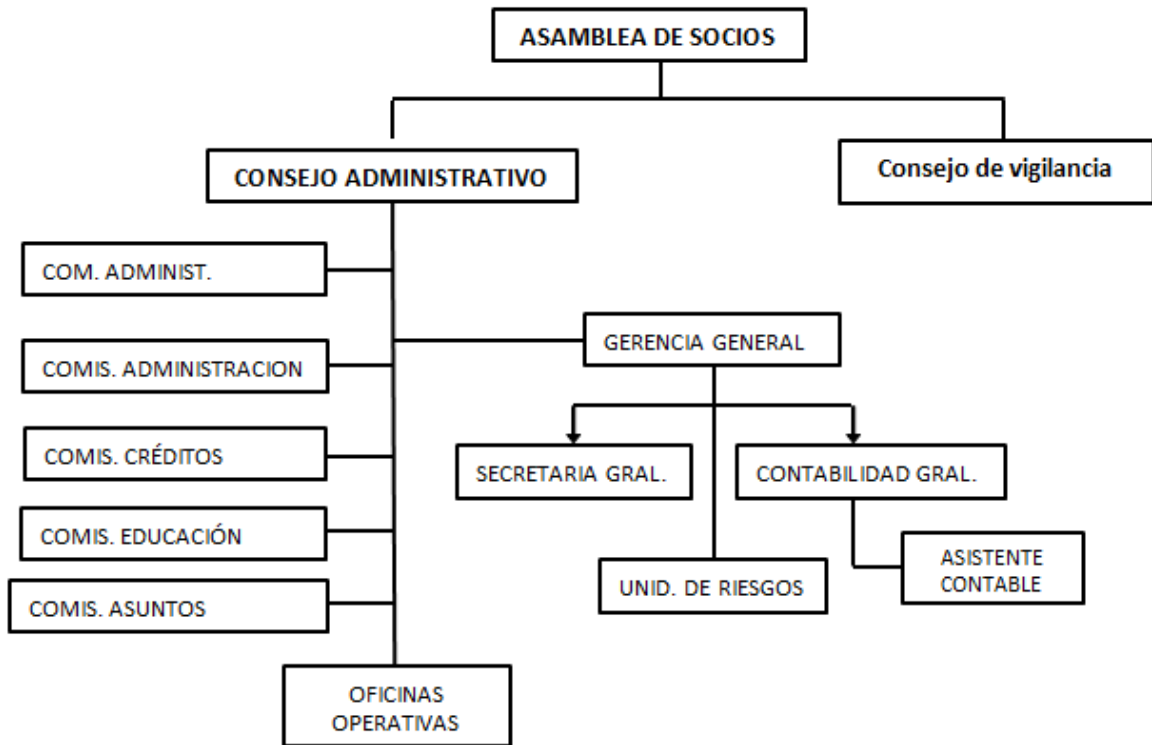 ASAMBLEA DE SOCIOS
CONSEJO ADMINISTRATIVO
Consejo de vigilancia
COM. ADMINIST.
GERENCIA GENERAL
COMIS. ADMINISTRACION
COMIS. CRÉDITOS
SECRETARIA GRAL.
CONTABILIDAD GRAL.
COMIS. EDUCACIÓN
ASISTENTE
CONTABLE
UNID. DE RIESGOS
COMIS. ASUNTOS
OFICINAS
OPERATIVAS